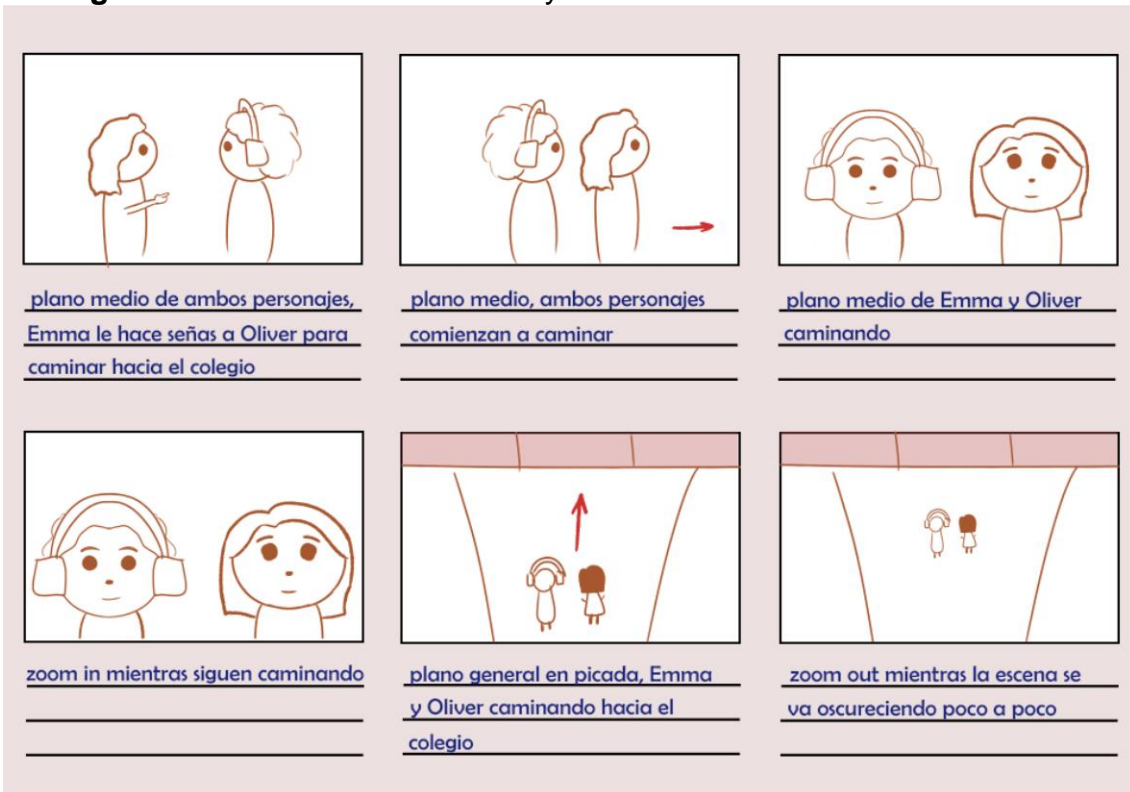 plano medio de ambos personajes,
Emma le hace señas a Oliver para
caminar hacia el colegio
plano medio, ambos personajes
comienzan a caminar
plano medio de Emma y Oliver
caminando
zoom in mientras siguen caminando
plano general en picada, Emma
y Oliver caminando hacia el
colegio
zoom out mientras la escena se
va oscureciendo poco a poco